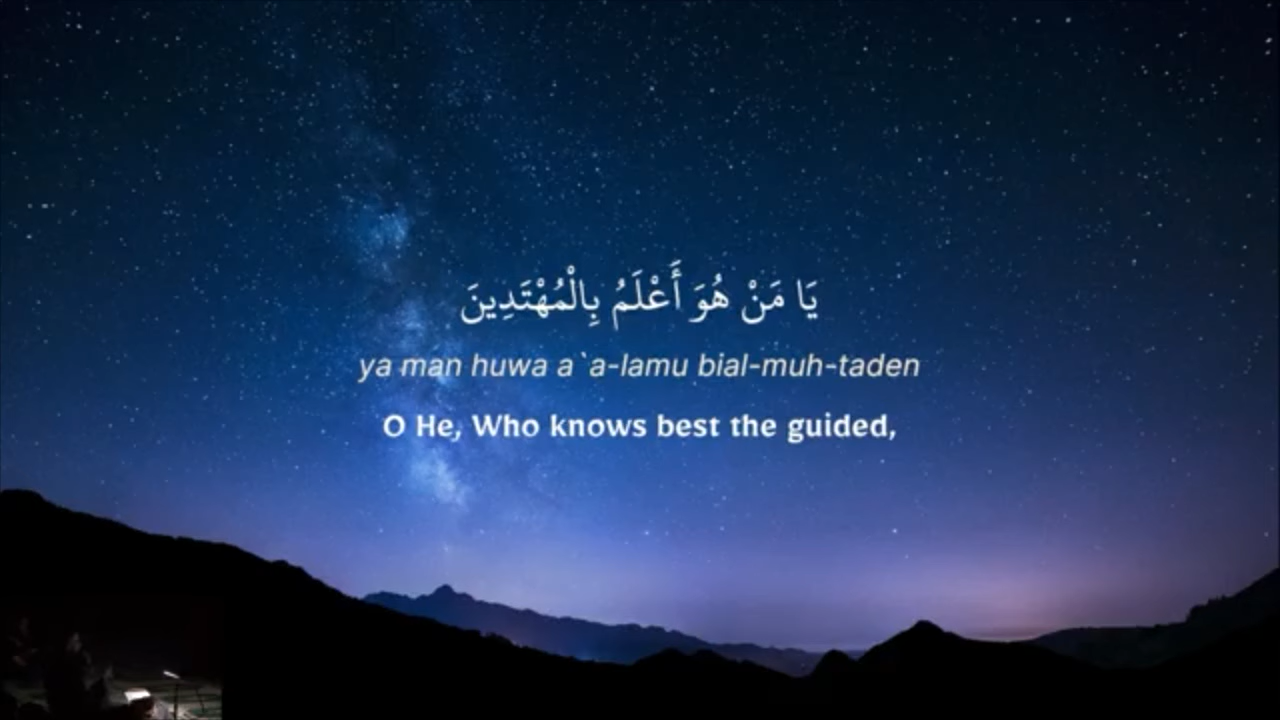 يَا مَنْ هُوَ أَعْلَمُ بِالْمُهْتَدِينَ
ya man huwa a`a-lamu bial-muh-taden
O He, Who knows best the guided,